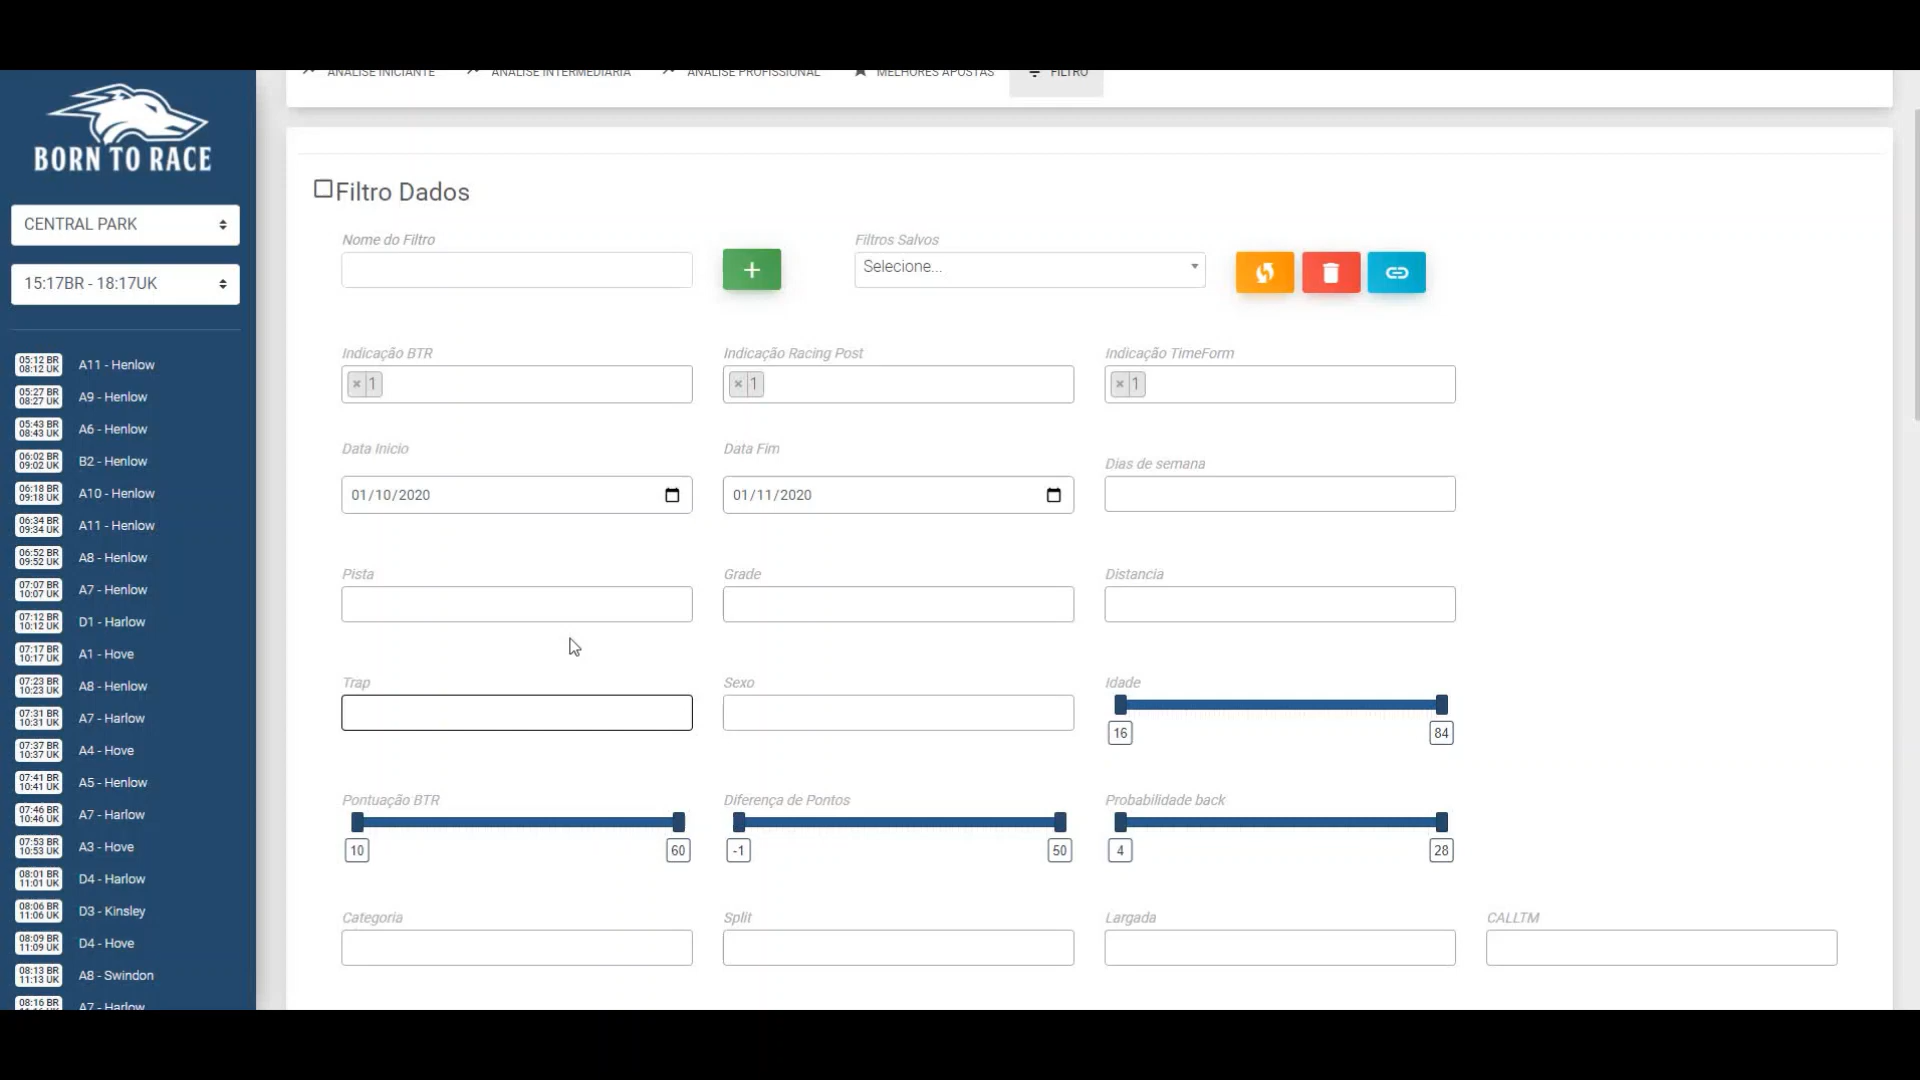 ANÁLISE INICIANTE
ANÁLISE INTERMEDIÁRIA
ANÁLISE PROFISSIONAL
MELHORES APOSTAS
FILTRO
BORN TO RACE
CENTRAL PARK
15:17BR - 18:17UK
05:12 BR
08:12 UK
A11 - Henlow
05:27 BR
08:27 UK
A9 - Henlow
05:43 BR
08:43 UK
A6 - Henlow
06:02 BR
09:02 UK
B2 - Henlow
06:18 BR
09:18 UK
A10 - Henlow
06:34 BR
09:34 UK
A11 - Henlow
06:52 BR
09:52 UK
A8 - Henlow
07:07 BR
10:07 UK
A7 - Henlow
07:12 BR
10:12 UK
D1 - Harlow
07:17 BR
10:17 UK
A1 - Hove
07:23 BR
10:23 UK
A8 - Henlow
07:31 BR
10:31 UK
A7 - Harlow
07:37 BR
10:37 UK
A4 - Hove
07:41 BR
10:41 UK
A5 - Henlow
07:46 BR
10:46 UK
A7 - Harlow
07:53 BR
10:53 UK
A3 - Hove
08:01 BR
11:01 UK
D4 - Harlow
08:06 BR
11:06 UK
D3 - Kinsley
08:09 BR
11:09 UK
D4 - Hove
08:13 BR
11:13 UK
A8 - Swindon
08:16 BR
A7 - Harlow
Filtro Dados
Nome do Filtro
+
Filtros Salvos
Selecione...
Indicação BTR
× 1
Indicação Racing Post
× 1
Indicação TimeForm
× 1
Data Inicio
01/10/2020
Data Fim
01/11/2020
Dias de semana
Pista
Grade
Distancia
Trap
Sexo
Idade
16
84
Pontuação BTR
10
60
Diferença de Pontos
-1
50
Probabilidade back
4
28
Categoria
Split
Largada
CALLTM